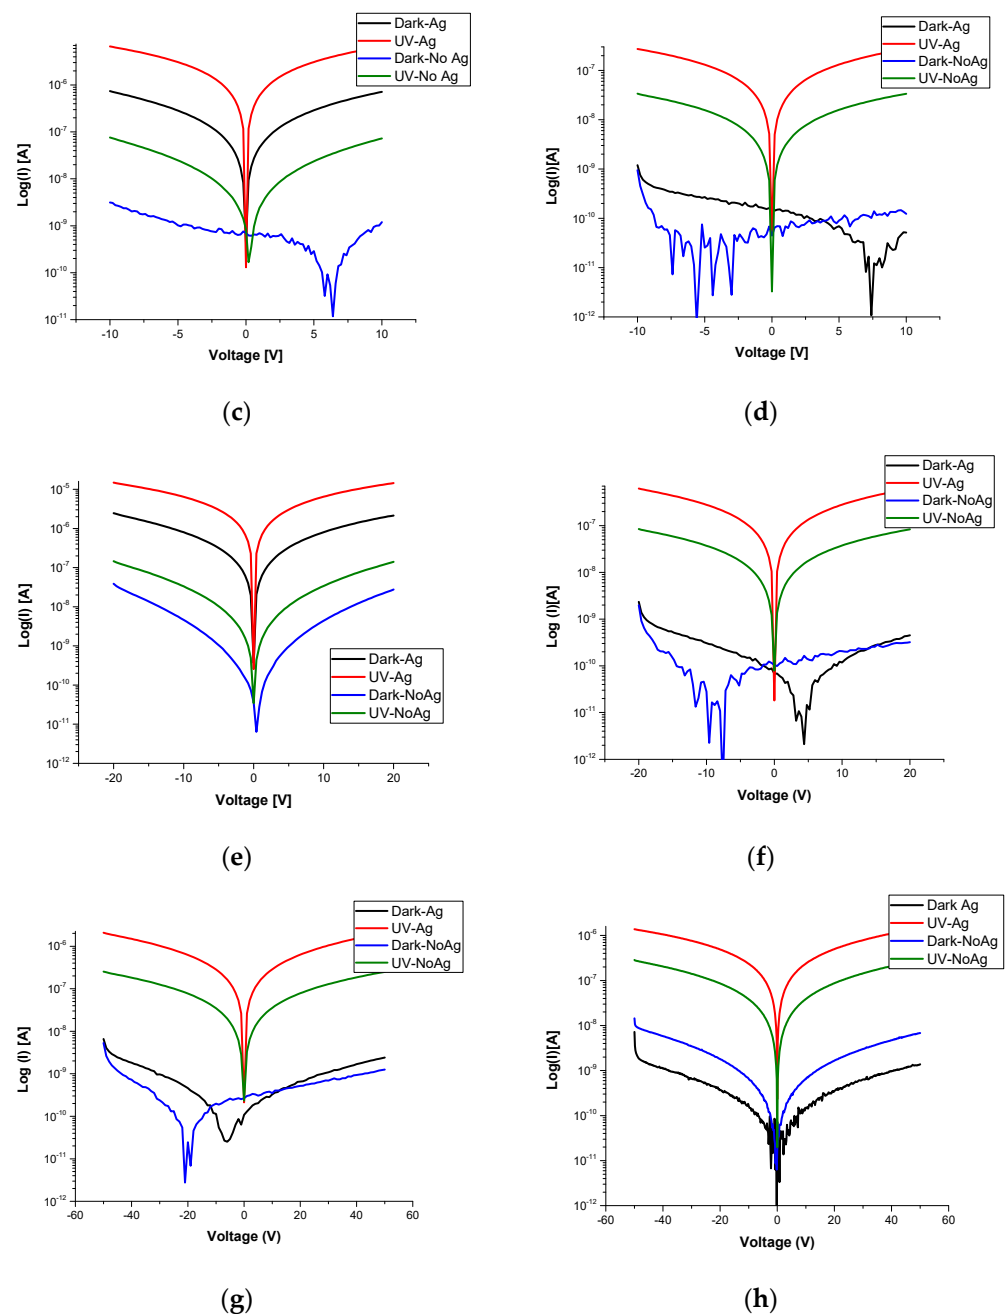 Dark-Ag
UV-Ag
Dark-No Ag
UV-No Ag
10^-6
10^-7
10^-8
10^-9
10^-10
10^-11
Log(I) [A]
-10 -5 0 5 10
Voltage [V]
(c)
Dark-Ag
UV-Ag
Dark-NoAg
UV-NoAg
10^-7
10^-8
10^-9
10^-10
10^-11
10^-12
Log(I)[A]
-10 -5 0 5 10
Voltage [V]
(d)
10^-5
10^-6
10^-7
10^-8
10^-9
10^-10
10^-11
10^-12
Log(I) [A]
Dark-Ag
UV-Ag
Dark-NoAg
UV-NoAg
-20 -10 0 10 20
Voltage [V]
(e)
Dark-Ag
UV-Ag
Dark-NoAg
UV-NoAg
10^-7
10^-8
10^-9
10^-10
10^-11
10^-12
Log (I)[A]
-20 -10 0 10 20
Voltage (V)
(f)
Dark-Ag
UV-Ag
Dark-NoAg
UV-NoAg
10^-6
10^-7
10^-8
10^-9
10^-10
10^-11
10^-12
Log (I) [A]
-60 -40 -20 0 20 40 60
Voltage (V)
(g)
Dark Ag
UV-Ag
Dark-NoAg
UV-NoAg
10^-6
10^-7
10^-8
10^-9
10^-10
10^-11
10^-12
Log(I)[A]
-60 -40 -20 0 20 40 60
Voltage (V)
(h)